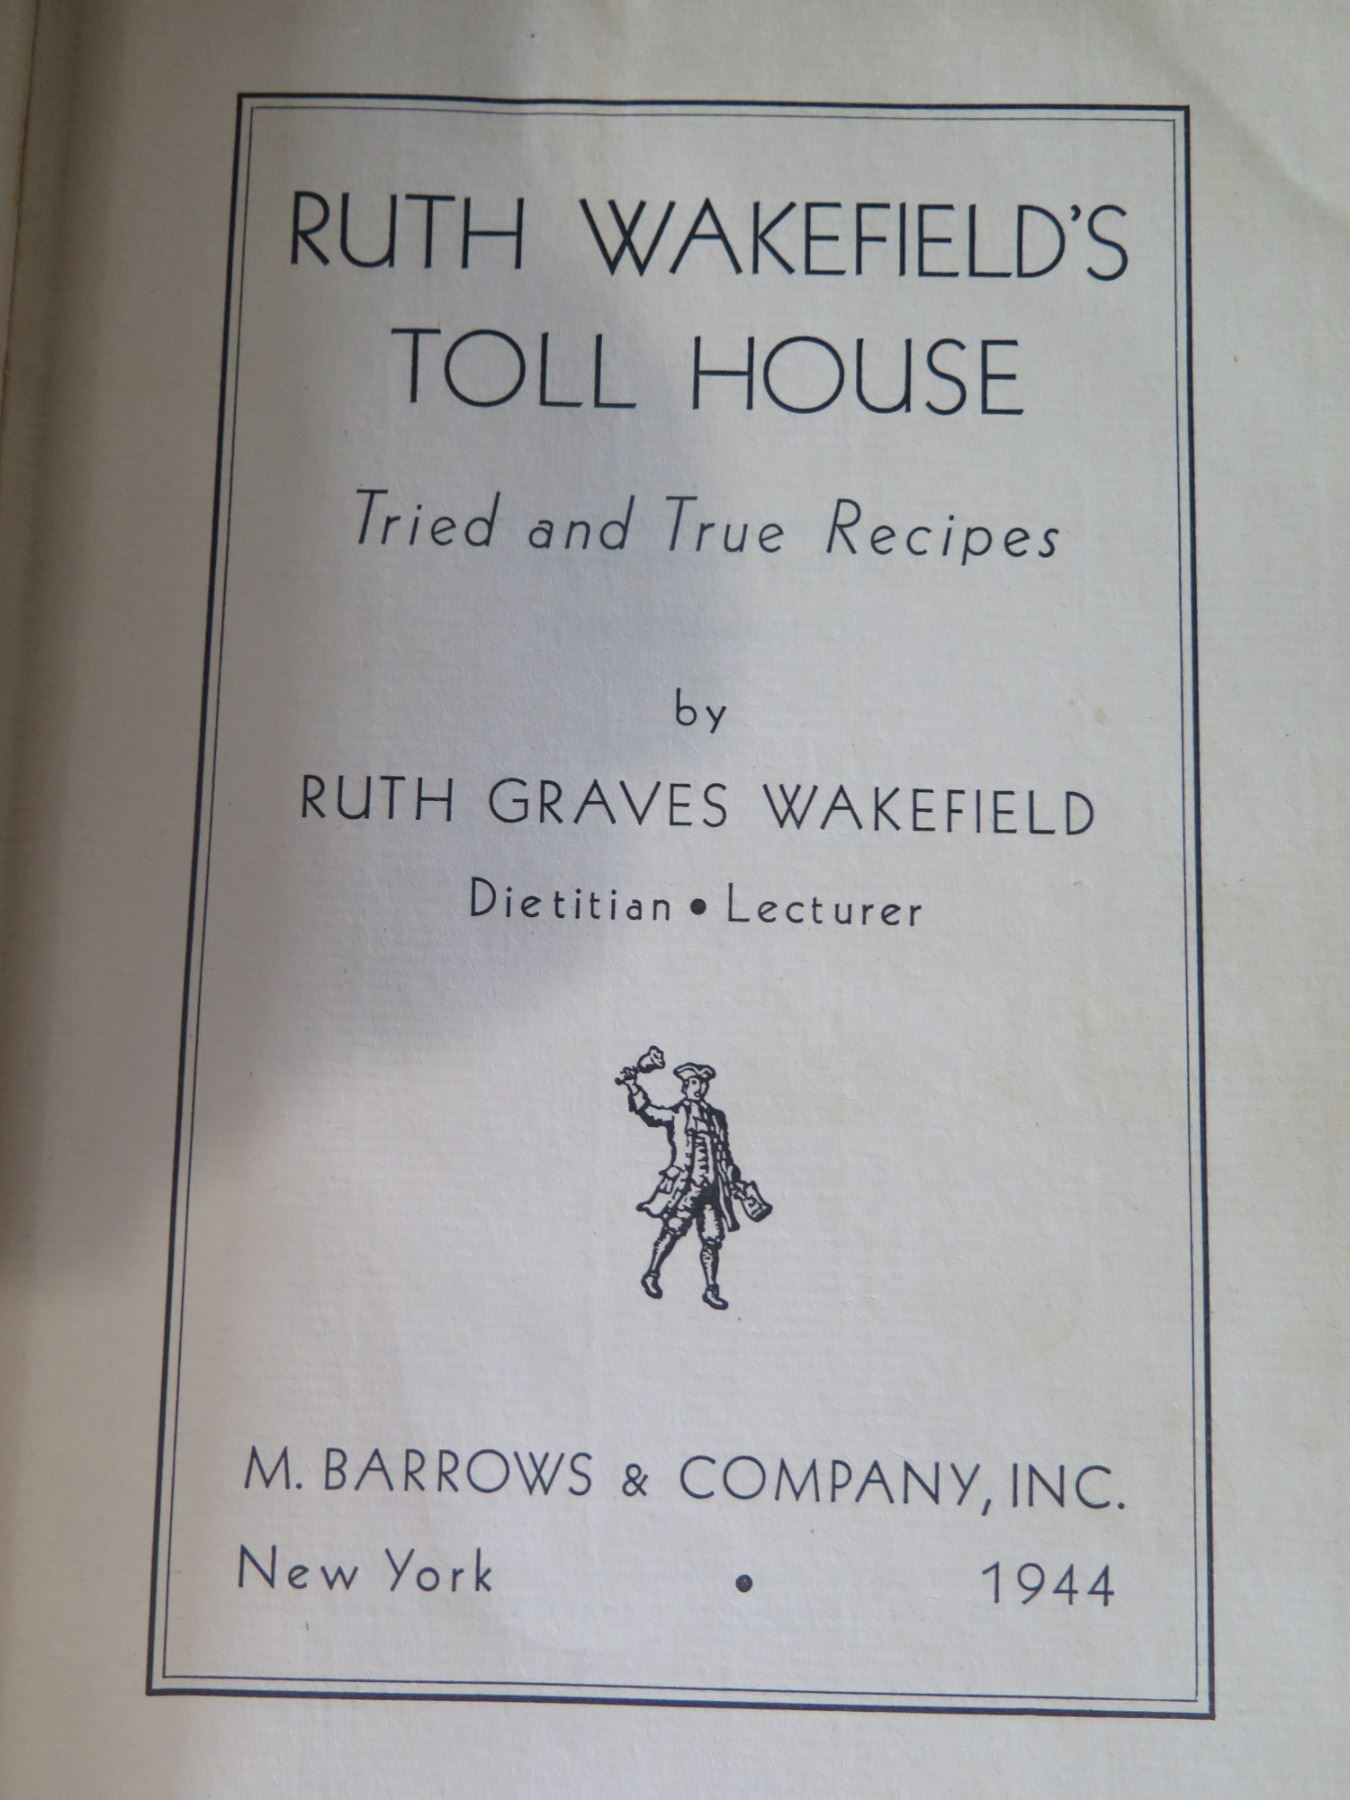 RUTH WAKEFIELD'S
TOLL HOUSE
Tried and True Recipes
by
RUTH GRAVES WAKEFIELD
Dietitian • Lecturer
M. BARROWS & COMPANY, INC.
New York • 1944